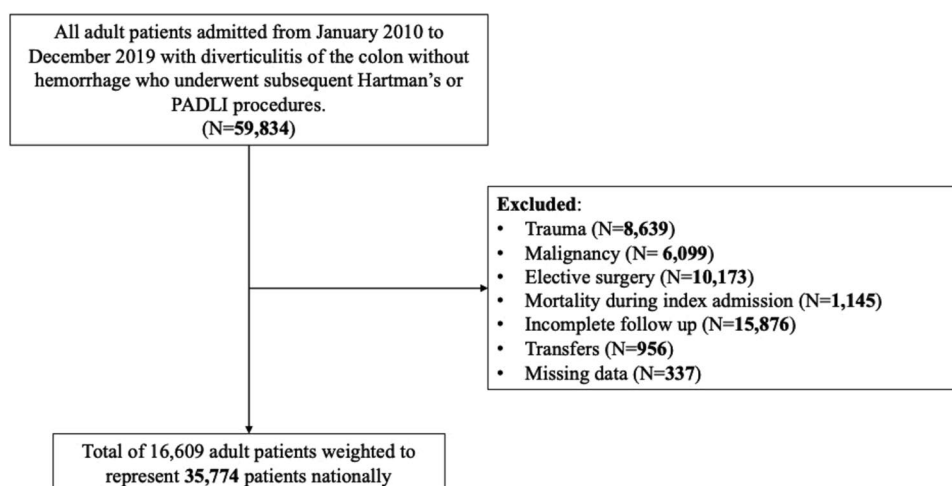 All adult patients admitted from January 2010 to
December 2019 with diverticulitis of the colon without
hemorrhage who underwent subsequent Hartman's or
PADLI procedures.
(N=59,834)
Excluded:
• Trauma (N=8,639)
• Malignancy (N= 6,099)
• Elective surgery (N=10,173)
• Mortality during index admission (N=1,145)
• Incomplete follow up (N=15,876)
• Transfers (N=956)
• Missing data (N=337)
Total of 16,609 adult patients weighted to
represent 35,774 patients nationally